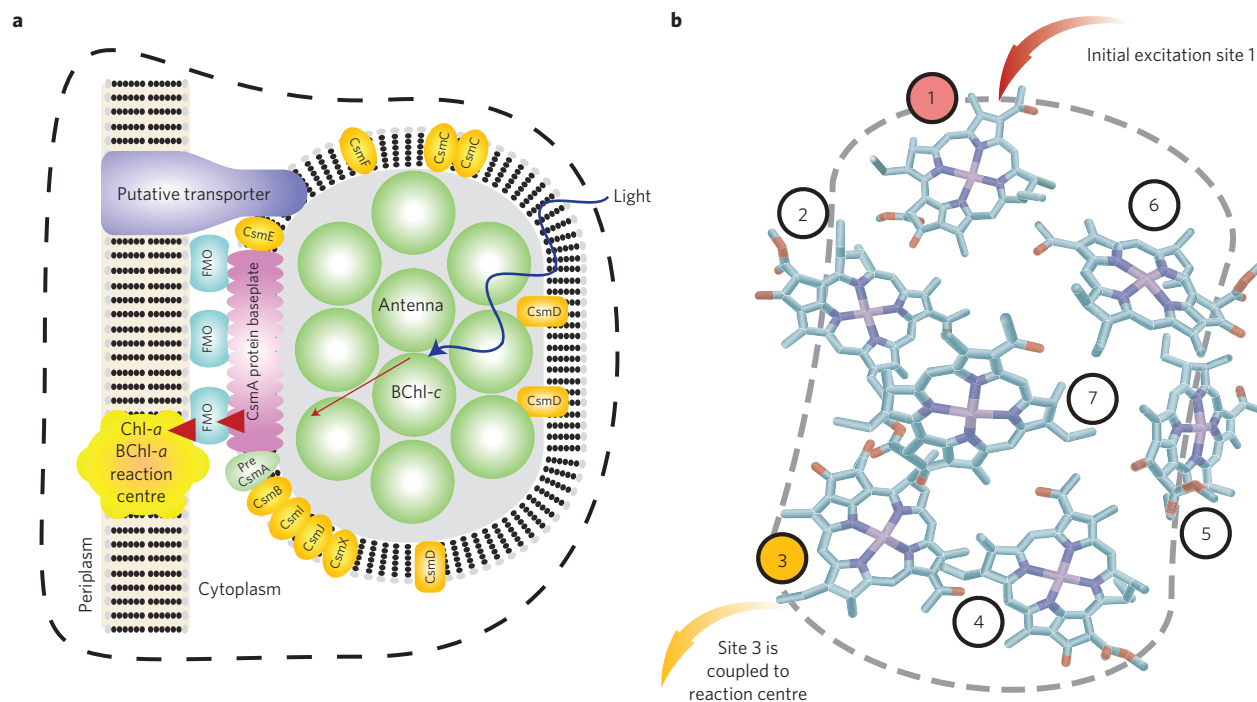 a
Putative transporter
CsmF
CsmC
CsmC
Light
CsmE
FMO
FMO
FMO
CsmA protein baseplate
Antenna
BChl-c
CsmD
CsmD
Chl-a
BChl-a
reaction
centre
Pre
CsmA
CsmB
CsmI
CsmJ
CsmX
CsmD
Periplasm
Cytoplasm
b
Initial excitation site 1
1
2
6
7
5
3
4
Site 3 is
coupled to
reaction centre